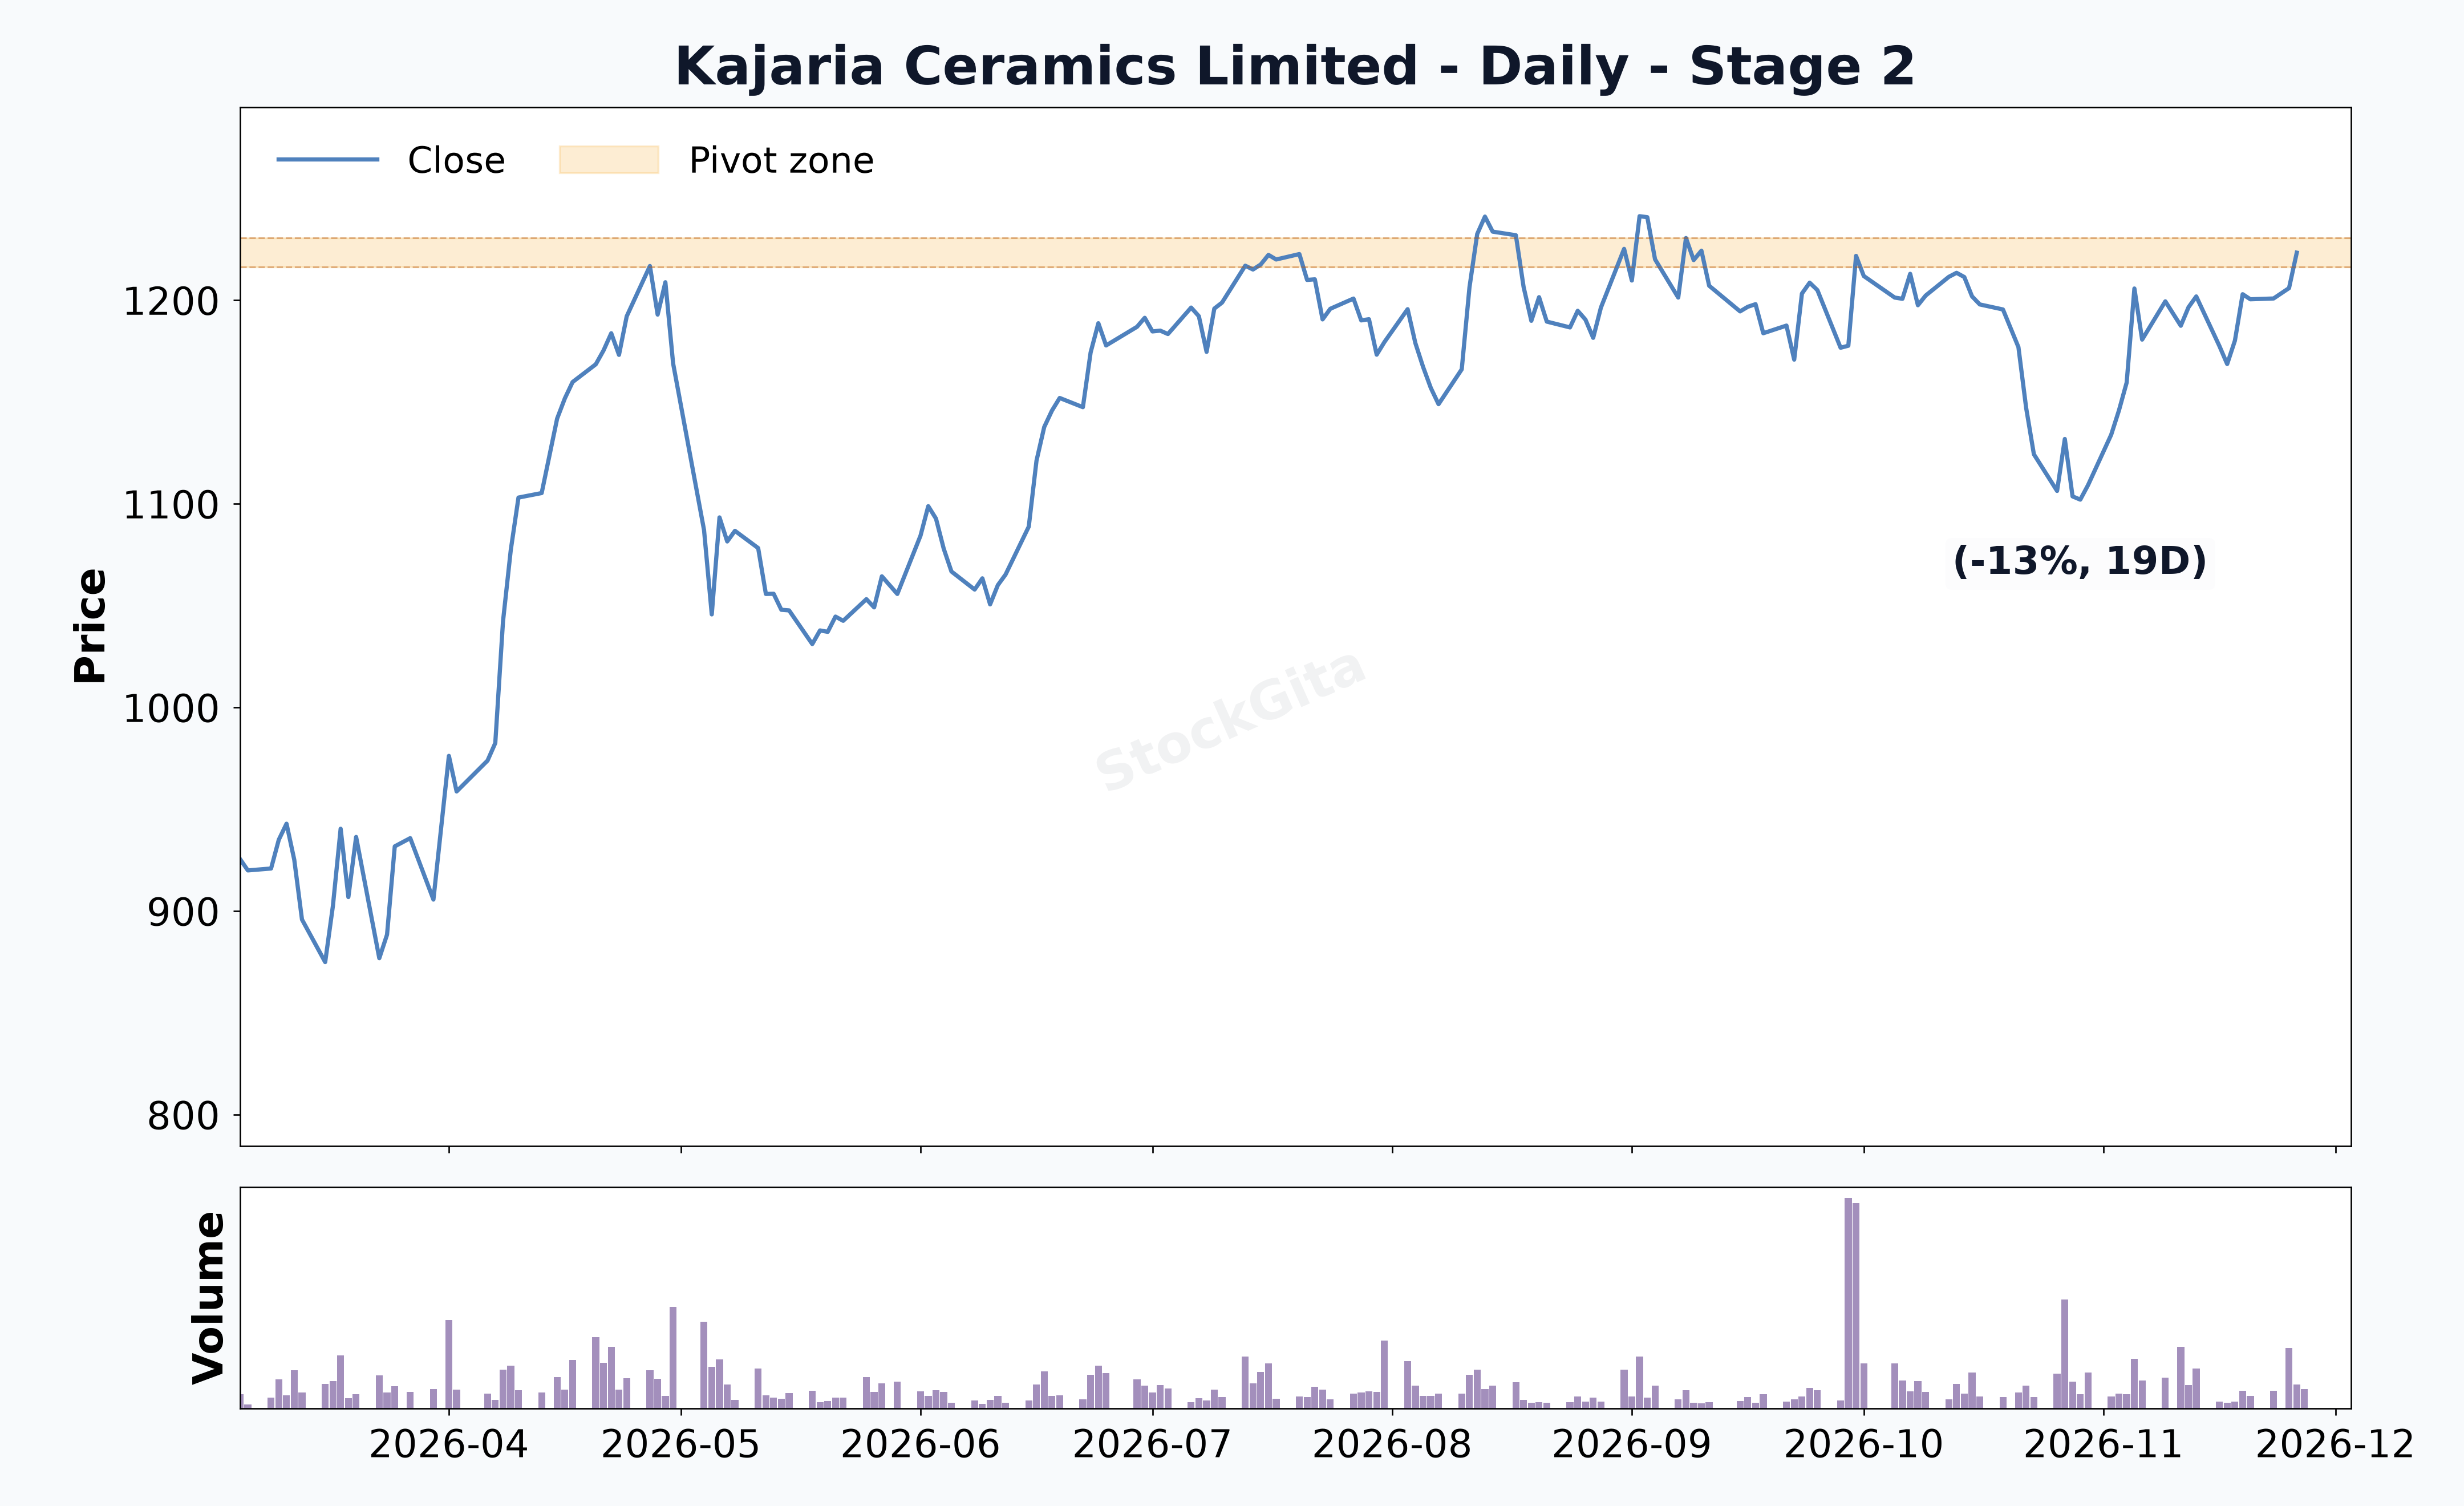 Kajaria Ceramics Limited - Daily - Stage 2
Close
Pivot zone
Price
1200
1100
1000
900
800
(-13%, 19D)
StockGita
Volume
2026-04
2026-05
2026-06
2026-07
2026-08
2026-09
2026-10
2026-11
2026-12